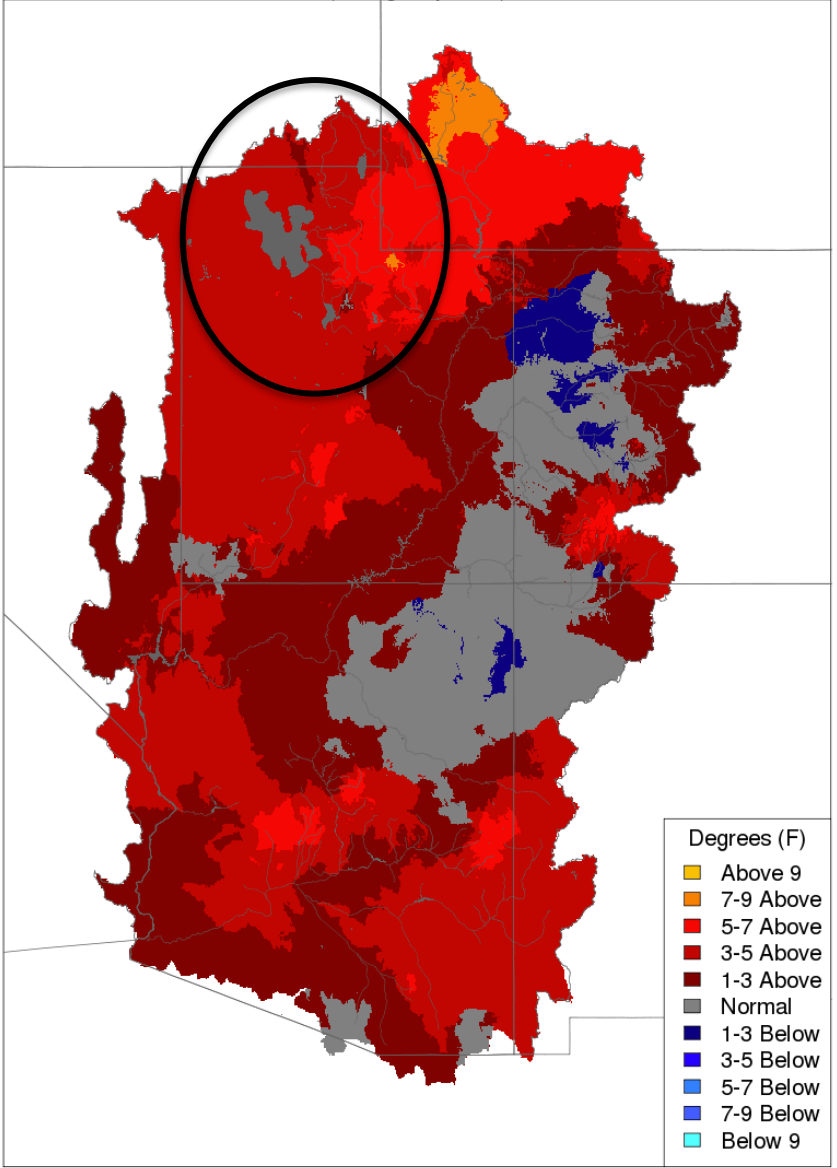 Degrees (F)
Above 9
7-9 Above
5-7 Above
3-5 Above
1-3 Above
Normal
1-3 Below
3-5 Below
5-7 Below
7-9 Below
Below 9